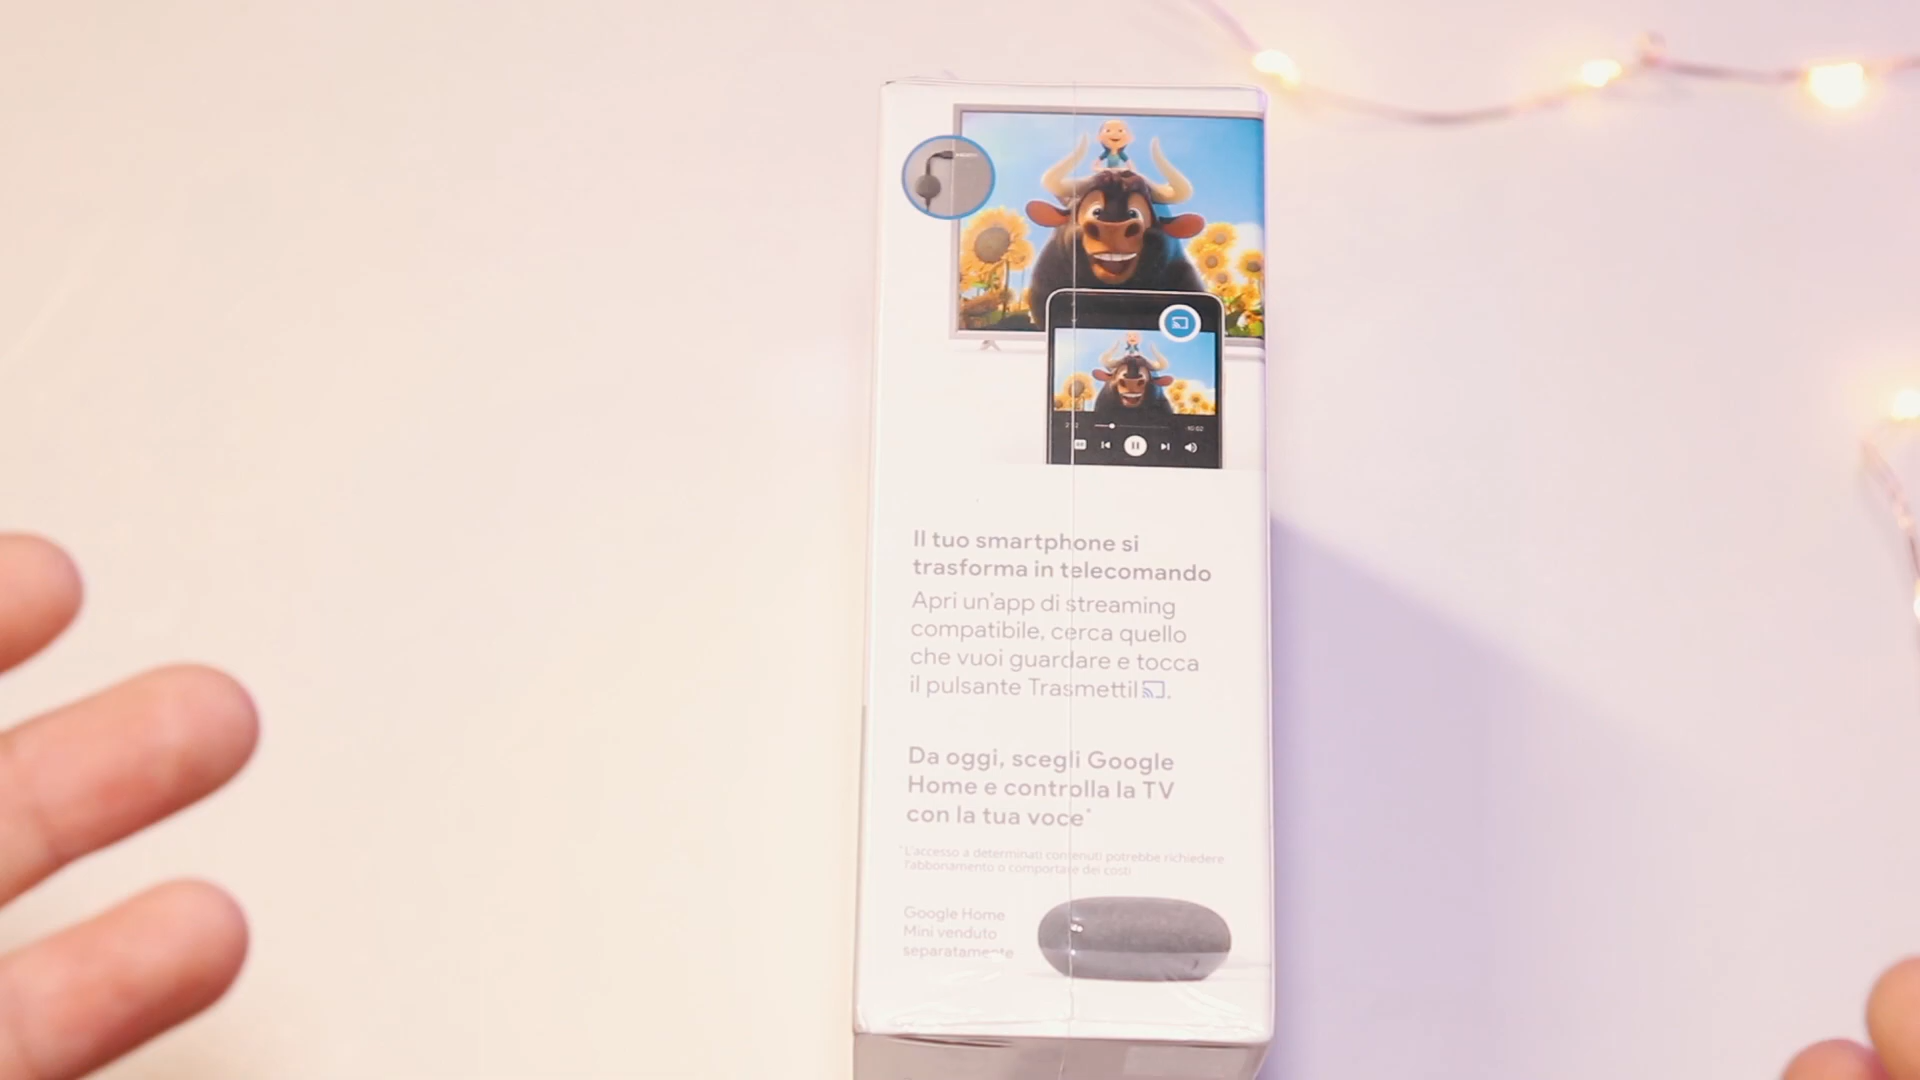 Il tuo smartphone si
trasforma in telecomando
Apri un'app di streaming
compatibile, cerca quello
che vuoi guardare e tocca
il pulsante Trasmettil
Da oggi, scegli Google
Home e controlla la TV
con la tua voce*
*L'accesso a determinati contenuti potrebbe richiedere
l'abbonamento o comportare dei costi
Google Home
Mini venduto
separatamente